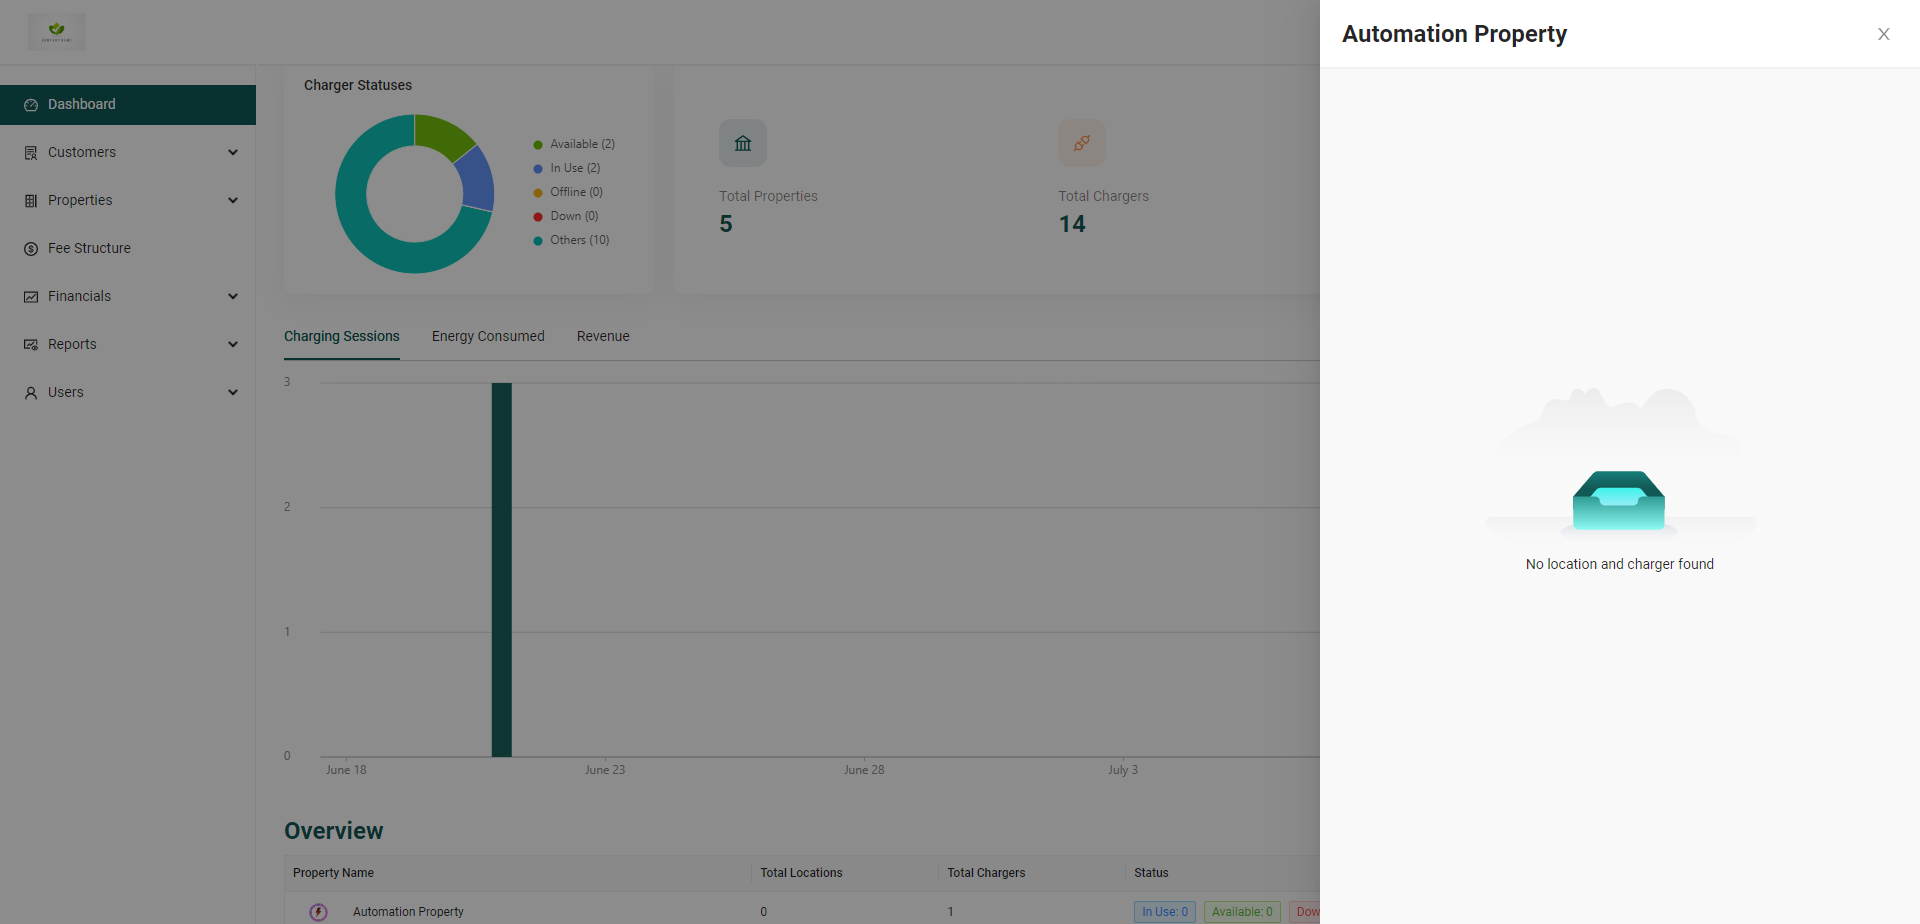 Automation Property
Dashboard
Customers
Properties
Fee Structure
Financials
Reports
Users
Charger Statuses
Available (2)
In Use (2)
Offline (0)
Down (0)
Others (10)
Total Properties
5
Total Chargers
14
Charging Sessions Energy Consumed Revenue
3
2
1
0
June 18 June 23 June 28 July 3
Overview
Property Name Total Locations Total Chargers Status
Automation Property 0 1 In Use: 0 Available: 0 Dow
No location and charger found